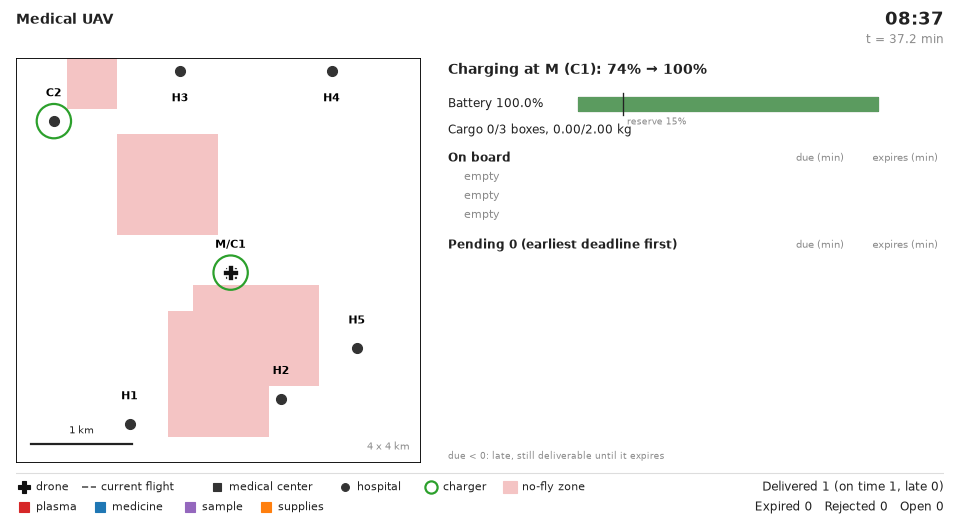 Medical UAV
08:37
t = 37.2 min
C2
H3
H4
M/C1
H5
H2
H1
1 km
4 x 4 km
Charging at M (C1): 74% → 100%
Battery 100.0%
reserve 15%
Cargo 0/3 boxes, 0.00/2.00 kg
On board due (min) expires (min)
empty
empty
empty
Pending 0 (earliest deadline first) due (min) expires (min)
due < 0: late, still deliverable until it expires
drone current flight medical center hospital charger no-fly zone
plasma medicine sample supplies
Delivered 1 (on time 1, late 0)
Expired 0 Rejected 0 Open 0